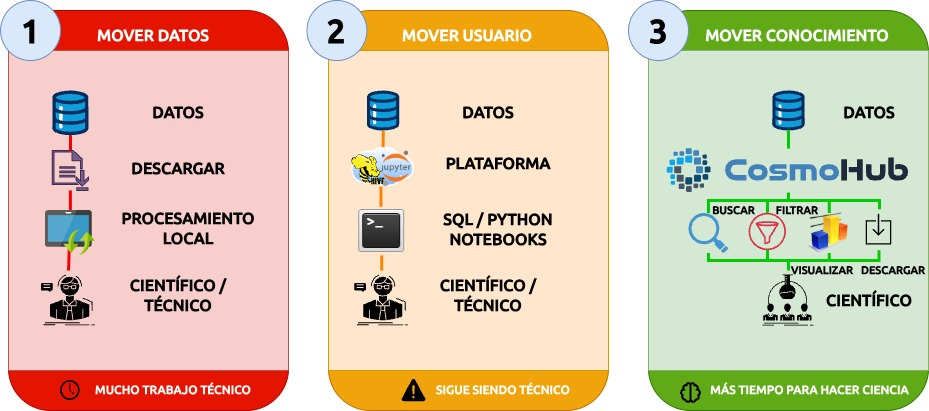 1
MOVER DATOS
DATOS
DESCARGAR
PROCESAMIENTO
LOCAL
CIENTÍFICO /
TÉCNICO
MUCHO TRABAJO TÉCNICO
2
MOVER USUARIO
DATOS
HIVE
jupyter
PLATAFORMA
>_
SQL / PYTHON
NOTEBOOKS
CIENTÍFICO /
TÉCNICO
SIGUE SIENDO TÉCNICO
3
MOVER CONOCIMIENTO
DATOS
CosmoHub
BUSCAR
FILTRAR
VISUALIZAR
DESCARGAR
CIENTÍFICO
MÁS TIEMPO PARA HACER CIENCIA